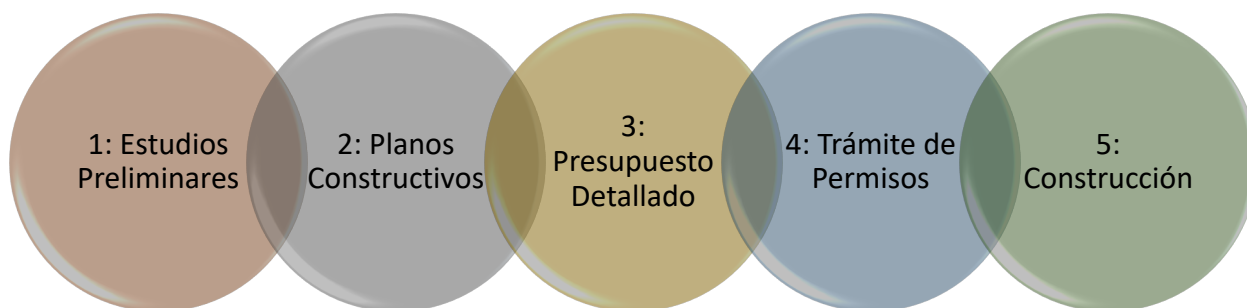 1: Estudios
Preliminares
2: Planos
Constructivos
3:
Presupuesto
Detallado
4: Trámite de
Permisos
5:
Construcción